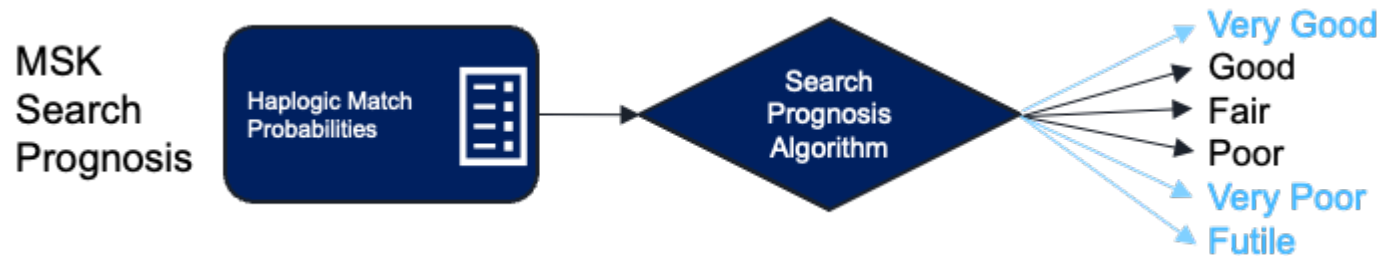 MSK
Search
Prognosis
Haplogic Match
Probabilities
Search
Prognosis
Algorithm
Very Good
Good
Fair
Poor
Very Poor
Futile